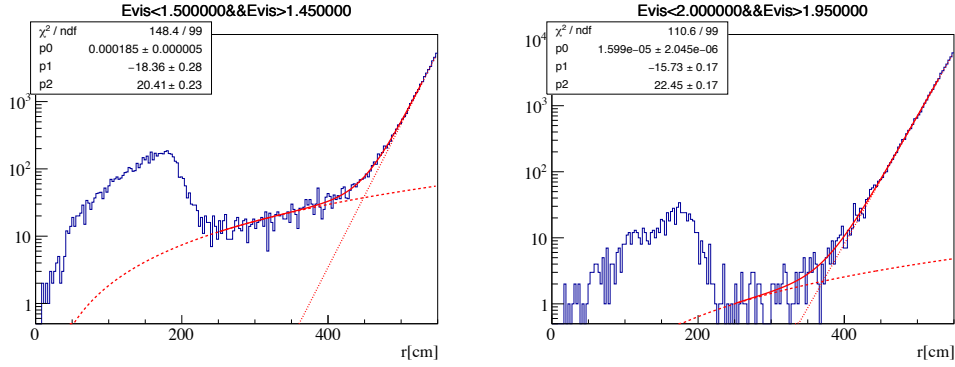 Evis<1.500000&&Evis>1.450000
χ² / ndf 148.4 / 99
p0 0.000185 ± 0.000005
p1 −18.36 ± 0.28
p2 20.41 ± 0.23
10³
10²
10
1
0 200 400
r[cm]
Evis<2.000000&&Evis>1.950000
χ² / ndf 110.6 / 99
p0 1.599e−05 ± 2.045e−06
p1 −15.73 ± 0.17
p2 22.45 ± 0.17
10⁴
10³
10²
10
1
0 200 400
r[cm]